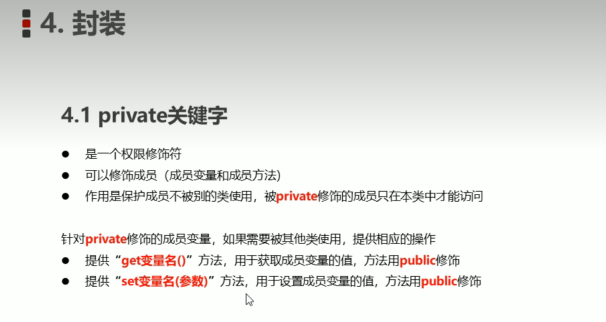 4. 封装
4.1 private关键字
● 是一个权限修饰符
● 可以修饰成员（成员变量和成员方法）
● 作用是保护成员不被别的类使用，被private修饰的成员只在本类中才能访问
针对private修饰的成员变量，如果需要被其他类使用，提供相应的操作
● 提供“get变量名()”方法，用于获取成员变量的值，方法用public修饰
● 提供“set变量名(参数)”方法，用于设置成员变量的值，方法用public修饰